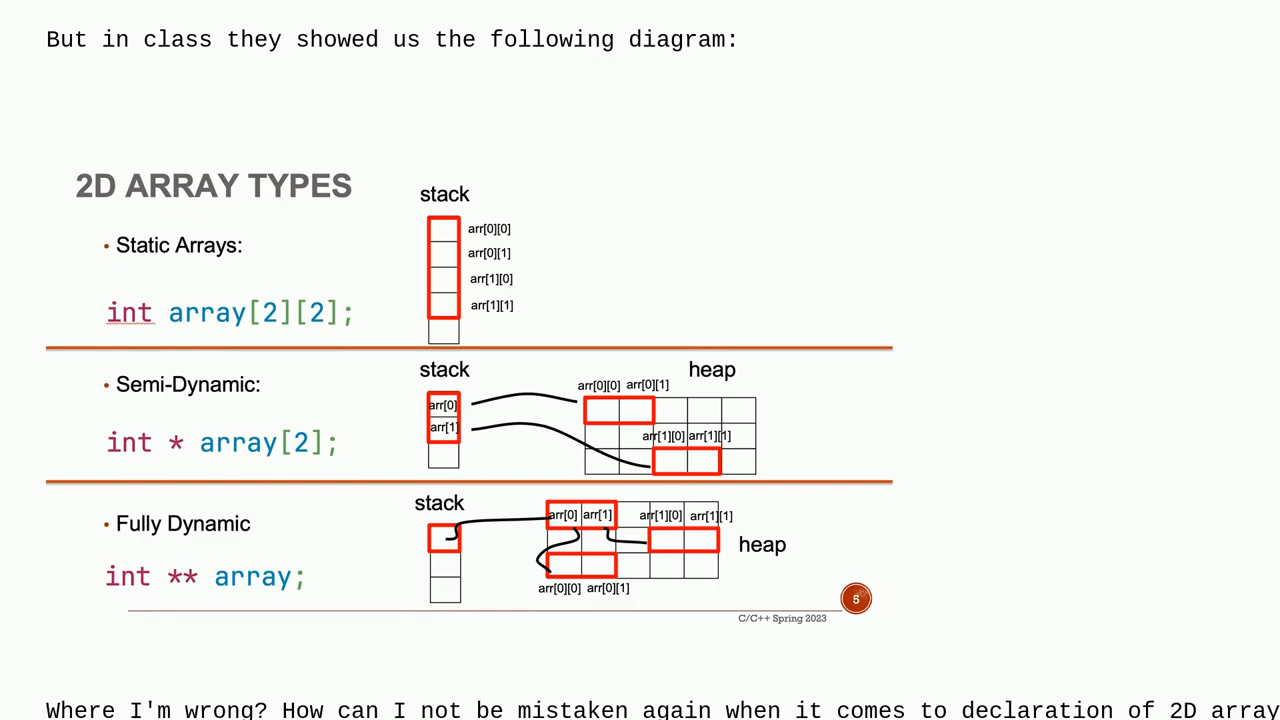 But in class they showed us the following diagram:
2D ARRAY TYPES
stack
• Static Arrays:
arr[0][0]
arr[0][1]
arr[1][0]
arr[1][1]
int array[2][2];
stack
heap
• Semi-Dynamic:
arr[0][0] arr[0][1]
arr[0]
arr[1]
arr[1][0] arr[1][1]
int * array[2];
stack
• Fully Dynamic
arr[0] arr[1]
arr[1][0] arr[1][1]
heap
int ** array;
arr[0][0] arr[0][1]
5
C/C++ Spring 2023
Where I'm wrong? How can I not be mistaken again when it comes to declaration of 2D array